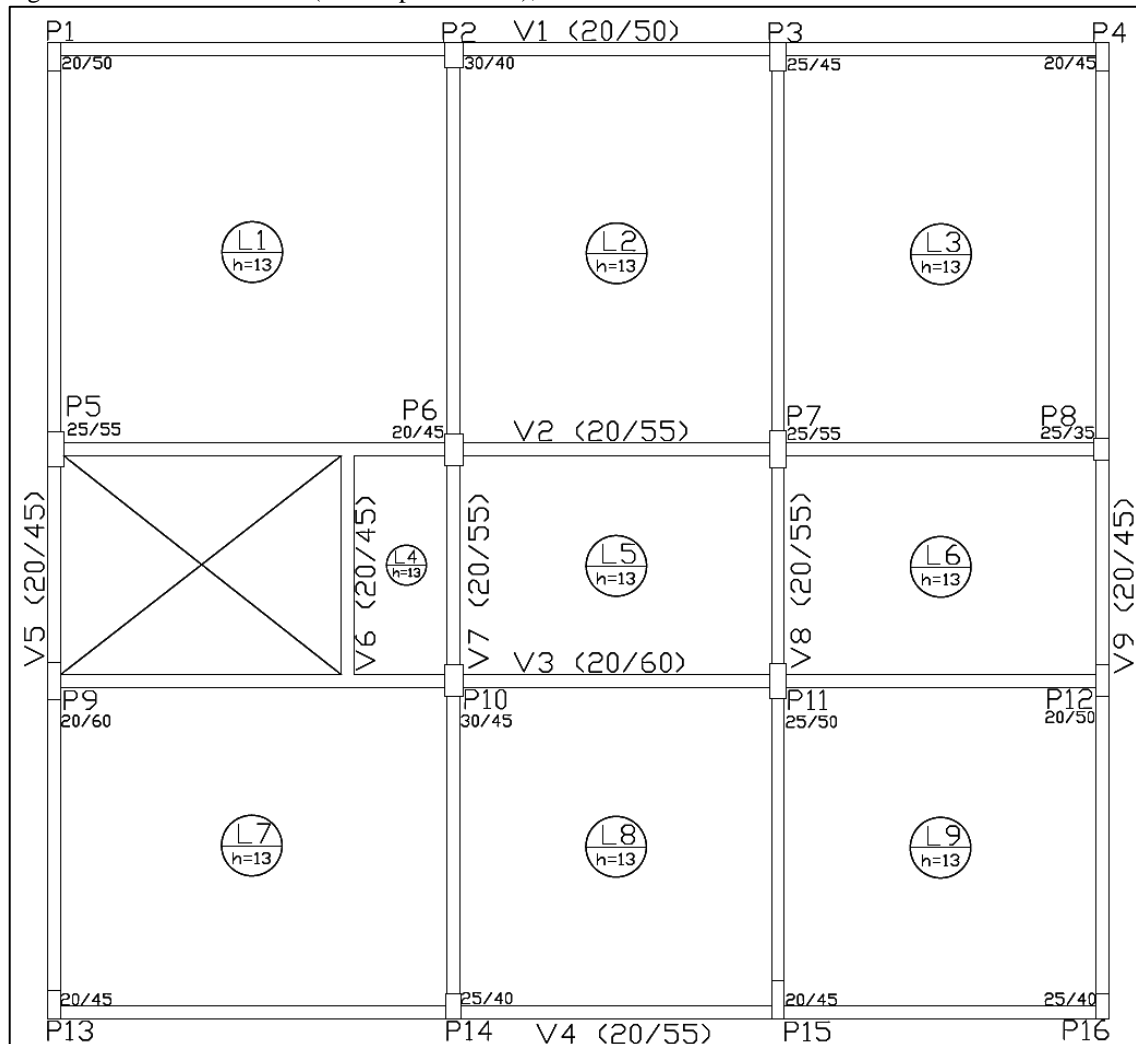 P1
P2
V1 (20/50)
P3
P4
20/50
30/40
25/45
20/45
L1
h=13
L2
h=13
L3
h=13
P5
25/55
P6
20/45
V2 (20/55)
P7
25/55
P8
25/35
V5 (20/45)
V6 (20/45)
L4
h=13
V7 (20/55)
L5
h=13
V8 (20/55)
L6
h=13
V9 (20/45)
V3 (20/60)
P9
20/60
P10
30/45
P11
25/50
P12
20/50
L7
h=13
L8
h=13
L9
h=13
20/45
25/40
20/45
25/40
P13
P14
V4 (20/55)
P15
P16